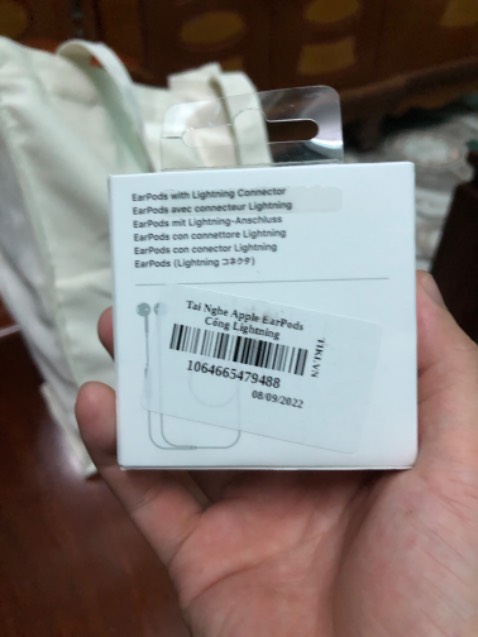 EarPods with Lightning Connector
EarPods avec connecteur Lightning
EarPods mit Lightning-Anschluss
EarPods con connettore Lightning
EarPods con conector Lightning
EarPods (Lightning コネクタ)
Tai Nghe Apple EarPods
Cổng Lightning
TIKI.VN
1064665479488
08/09/2022